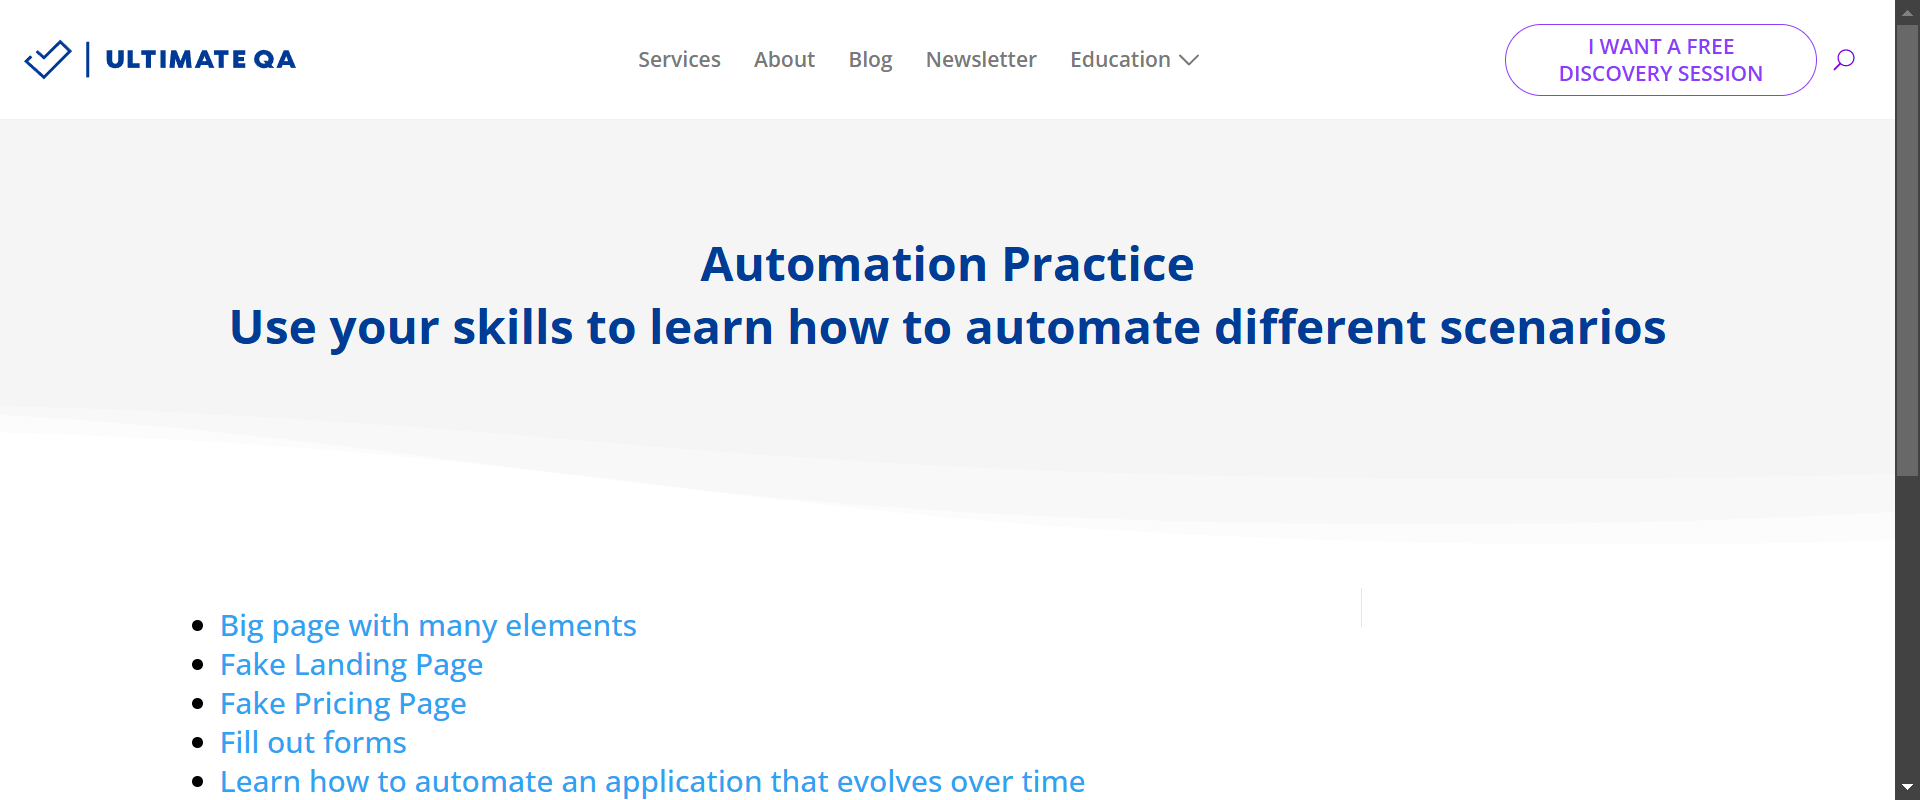 ULTIMATE QA
Services About Blog Newsletter Education
I WANT A FREE
DISCOVERY SESSION
Automation Practice
Use your skills to learn how to automate different scenarios
Big page with many elements
Fake Landing Page
Fake Pricing Page
Fill out forms
Learn how to automate an application that evolves over time